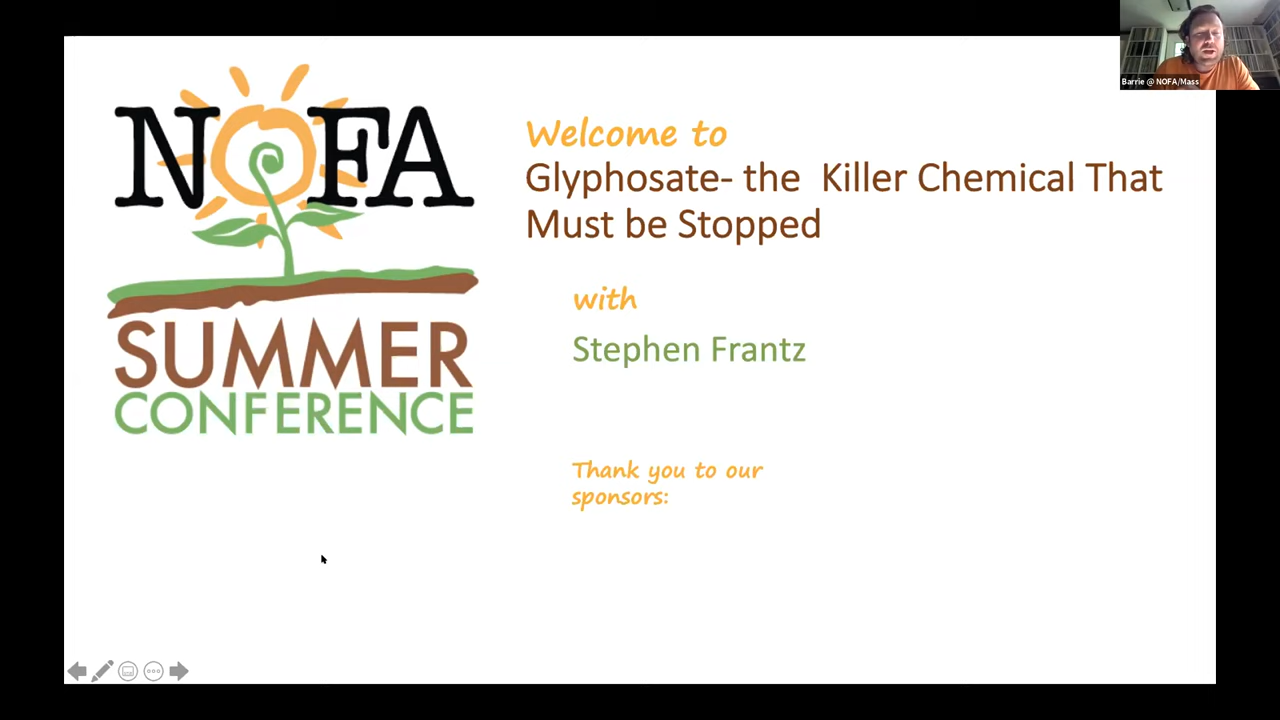 NOFA
SUMMER
CONFERENCE
Welcome to
Glyphosate- the  Killer Chemical That
Must be Stopped
with
Stephen Frantz
Thank you to our
sponsors:
Barrie @ NOFA/Mass